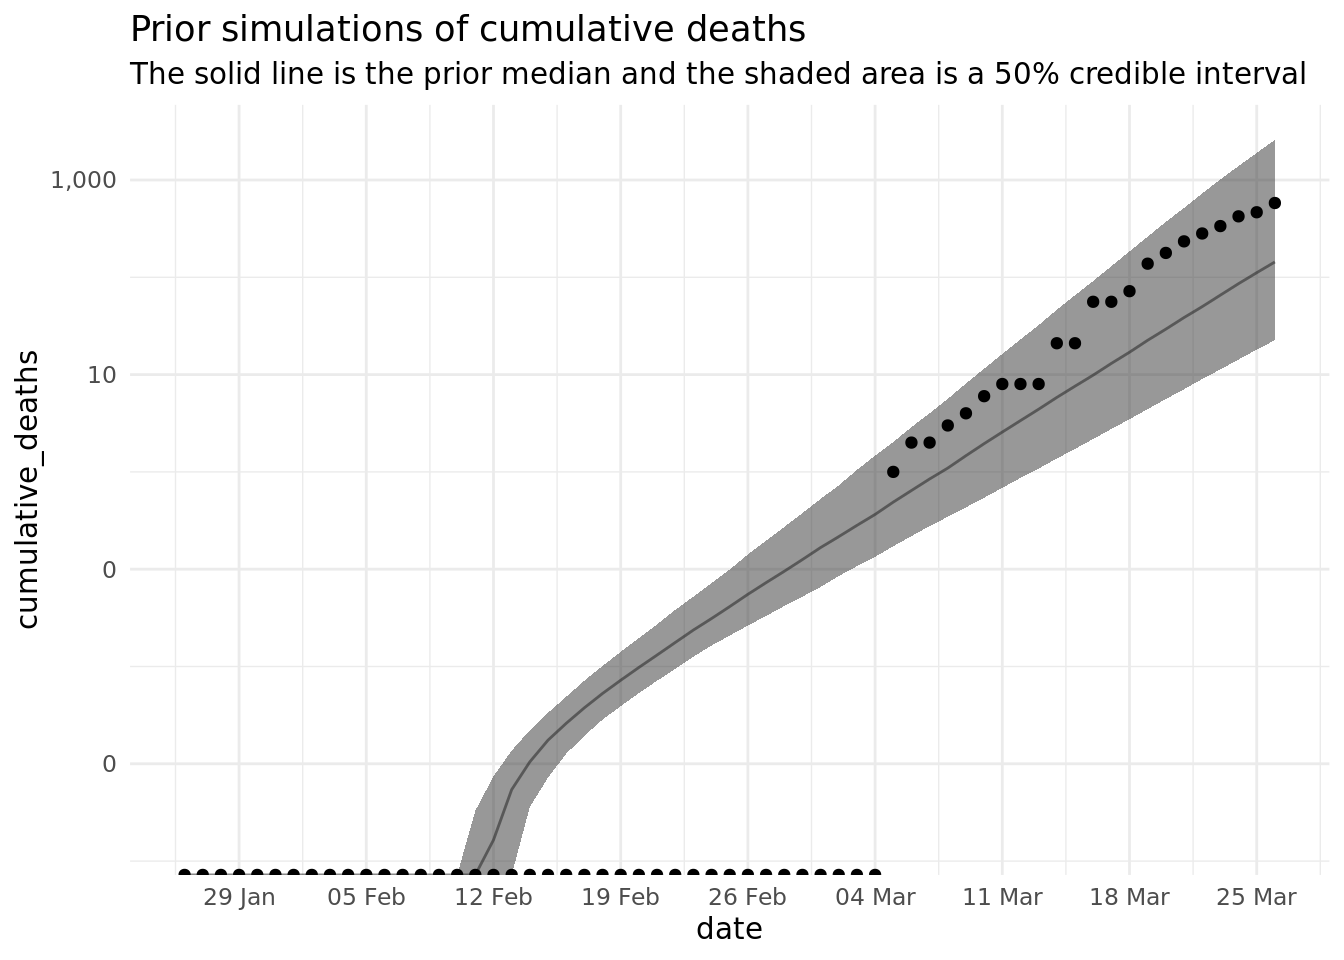 Prior simulations of cumulative deaths
The solid line is the prior median and the shaded area is a 50% credible interval
cumulative_deaths
1,000
10
0
0
29 Jan 05 Feb 12 Feb 19 Feb 26 Feb 04 Mar 11 Mar 18 Mar 25 Mar
date